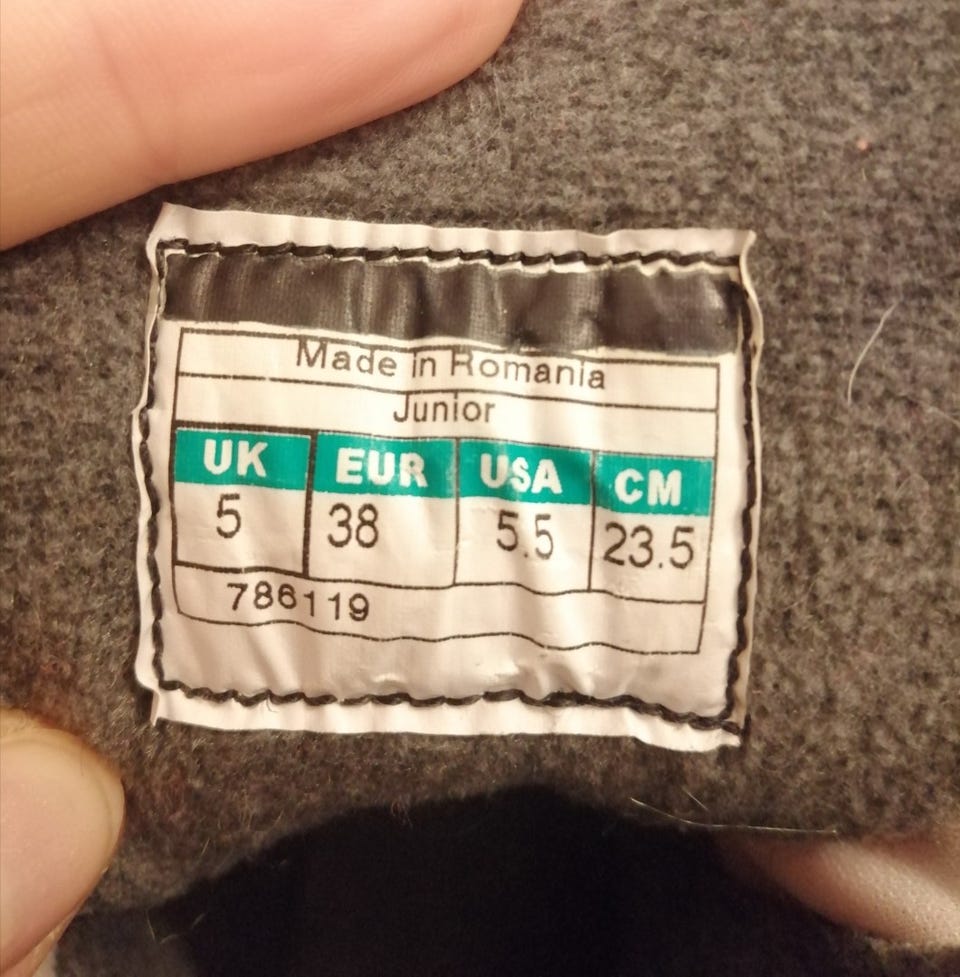 Made in Romania
Junior
UK EUR USA CM
5 38 5.5 23.5
786119